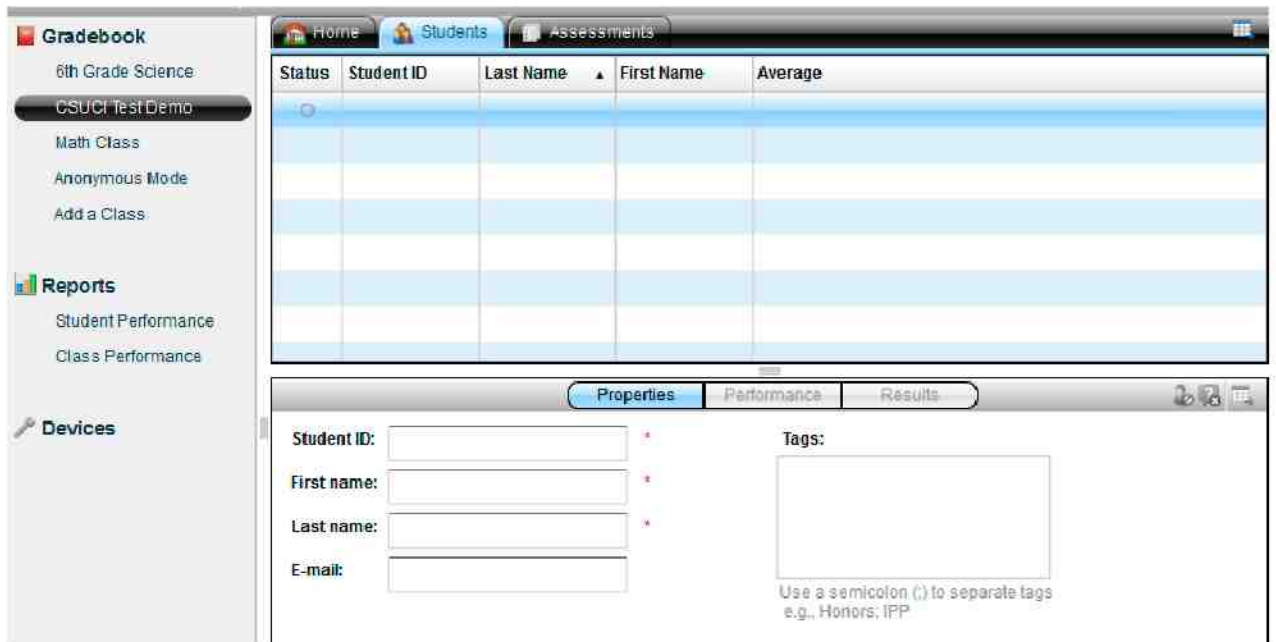 Gradebook
6th Grade Science
CSUCI Test Demo
Math Class
Anonymous Mode
Add a Class
Reports
Student Performance
Class Performance
Devices
Home Students Assessments
Status Student ID Last Name First Name Average
Properties Performance Results
Student ID: *
First name: *
Last name: *
E-mail:
Tags:
Use a semicolon (;) to separate tags
e.g., Honors; IPP